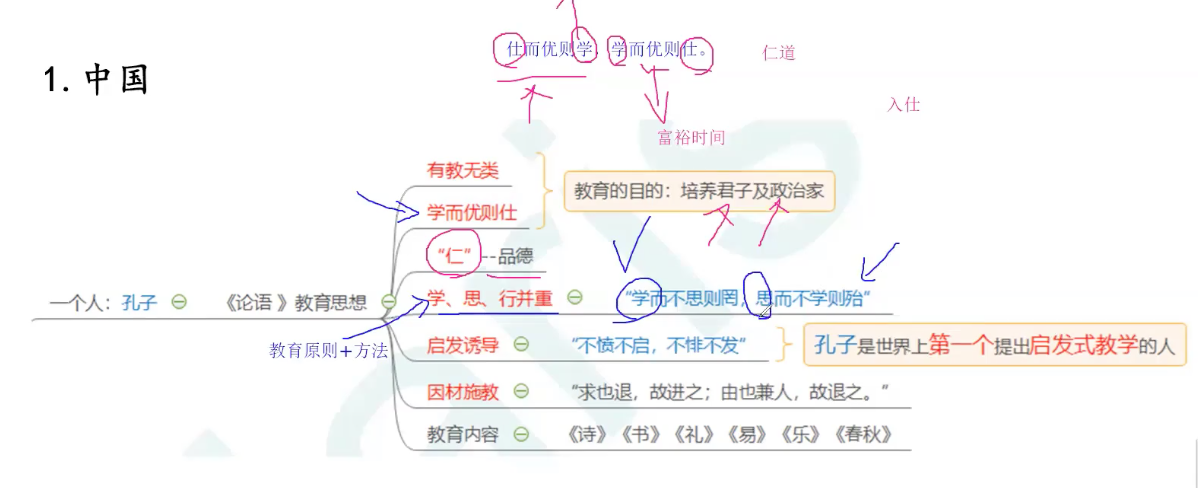 仕而优则学，学而优则仕。
仁道
1.中国
入仕
富裕时间
有教无类
教育的目的：培养君子及政治家
学而优则仕
“仁”--品德
一个人：孔子
《论语 》教育思想
学、思、行并重
“学而不思则罔，思而不学则殆”
教育原则+方法
启发诱导
“不愤不启，不悱不发”
孔子是世界上第一个提出启发式教学的人
因材施教
“求也退，故进之；由也兼人，故退之。”
教育内容
《诗》《书》《礼》《易》《乐》《春秋》